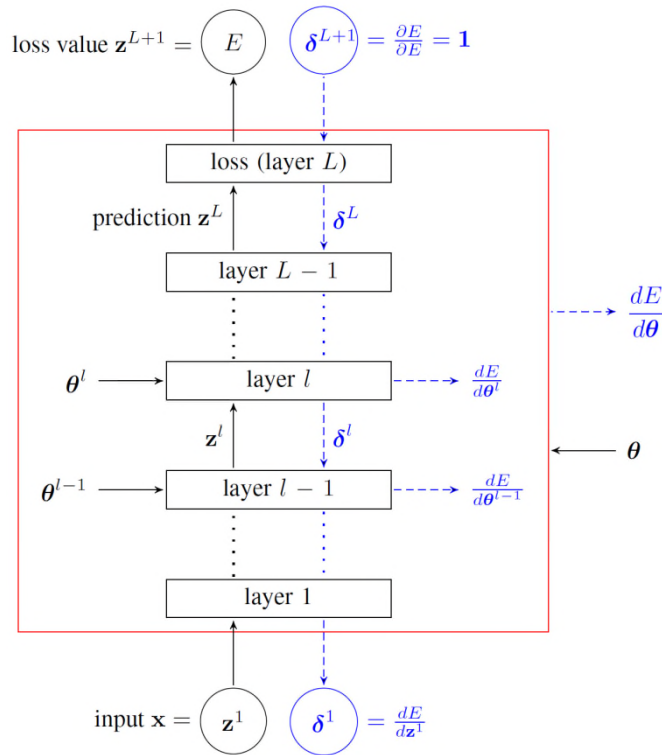 loss value z^{L+1} = E δ^{L+1} = ∂E/∂E = 1
loss (layer L)
prediction z^L δ^L
layer L − 1
dE/dθ
θ^l layer l dE/dθ^l
z^l δ^l
θ
θ^{l−1} layer l − 1 dE/dθ^{l−1}
layer 1
input x = z^1 δ^1 = dE/dz^1